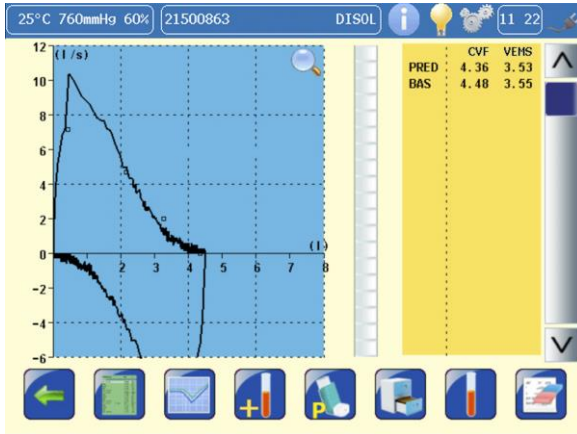 25°C 760mmHg 60% 21500863 DISOL i 11 22
12 (l/s)
10
8
6
4
2
0
-2
-4
-6
2 3 4 5 6 7 8
(l)
CVF VEMS
PRED 4.36 3.53
BAS 4.48 3.55
+ P